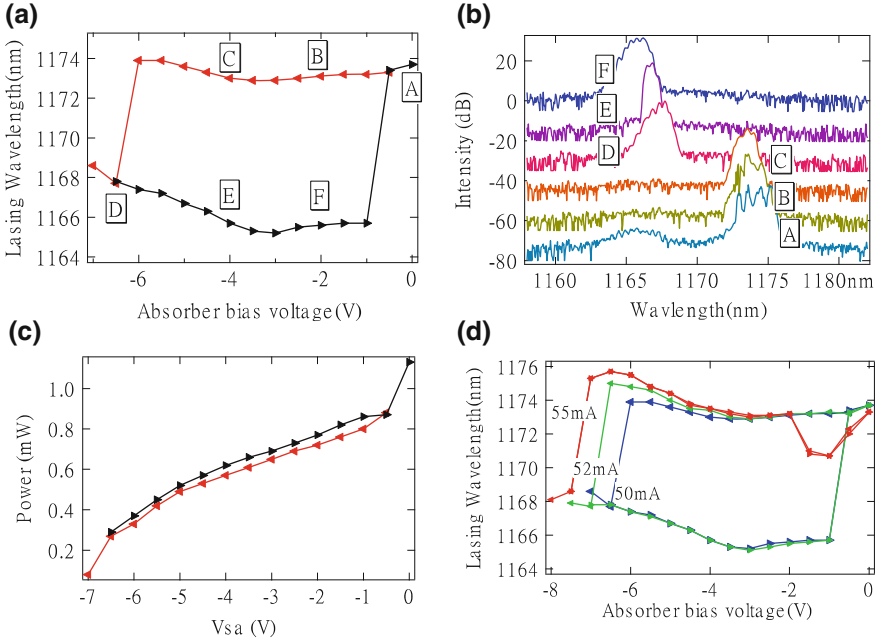 (a)
Lasing Wavelength(nm)
1174
1172
1170
1168
1166
1164
C
B
A
D
E
F
-6
-4
-2
0
Absorber bias voltage(V)
(b)
Intensity (dB)
20
0
-20
-40
-60
-80
F
E
D
C
B
A
1160
1165
1170
1175
1180nm
Wavlength(nm)
(c)
Power (mW)
1.0
0.8
0.6
0.4
0.2
-7
-6
-5
-4
-3
-2
-1
0
Vsa (V)
(d)
Lasing Wavelength(nm)
1176
1174
1172
1170
1168
1166
1164
55mA
52mA
50mA
-8
-6
-4
-2
0
Absorber bias voltage(V)